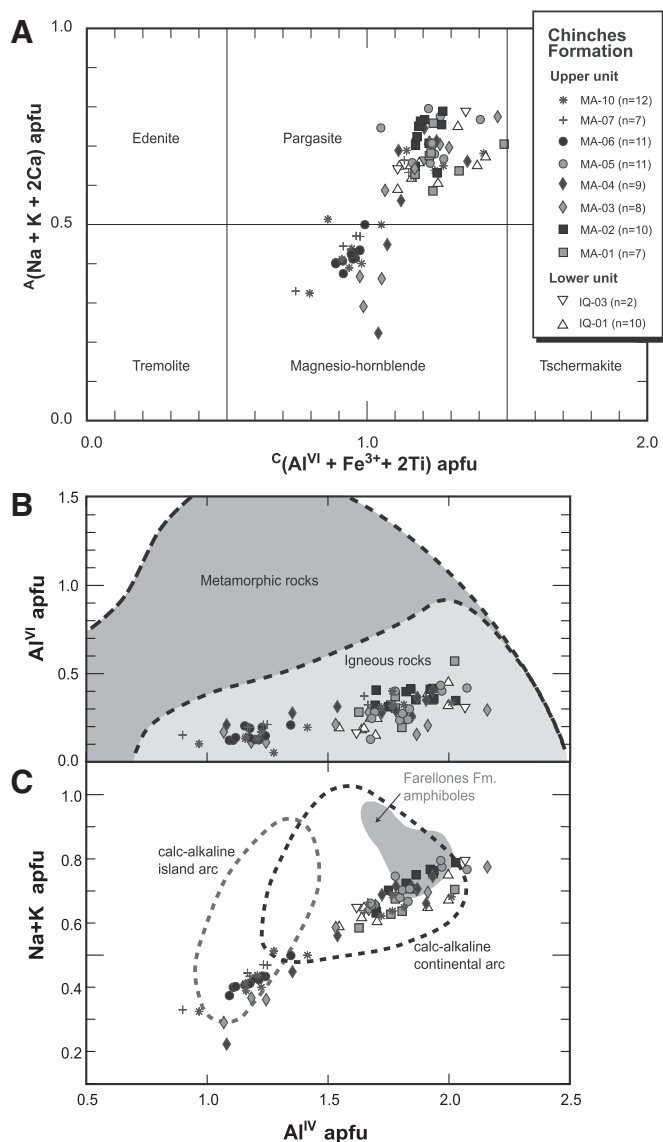 A
1.0
0.5
0.0
A(Na + K + 2Ca) apfu
Edenite
Pargasite
Tremolite
Magnesio-hornblende
Tschermakite
0.0
1.0
2.0
C(AlVI + Fe3+ + 2Ti) apfu
Chinches
Formation
Upper unit
MA-10 (n=12)
MA-07 (n=7)
MA-06 (n=11)
MA-05 (n=11)
MA-04 (n=9)
MA-03 (n=8)
MA-02 (n=10)
MA-01 (n=7)
Lower unit
IQ-03 (n=2)
IQ-01 (n=10)
B
1.5
1.0
0.5
0.0
AlVI apfu
Metamorphic rocks
Igneous rocks
C
1.0
0.8
0.6
0.4
0.2
Na+K apfu
Farellones Fm.
amphiboles
calc-alkaline
island arc
calc-alkaline
continental arc
0.5
1.0
1.5
2.0
2.5
AlIV apfu